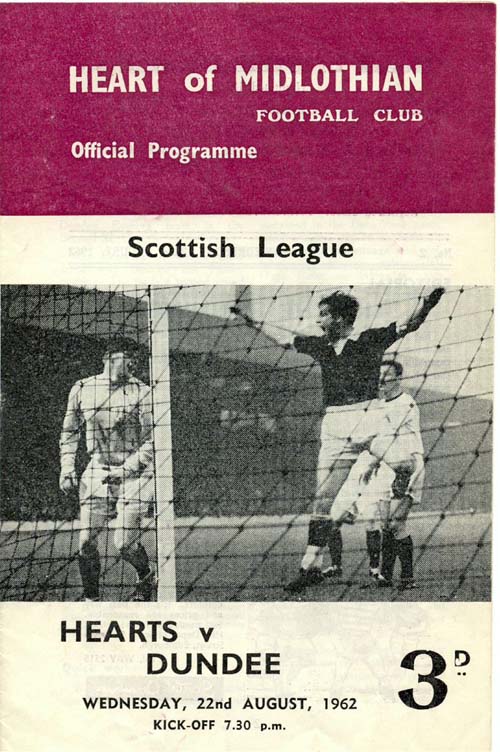 HEART of MIDLOTHIAN
FOOTBALL CLUB
Official Programme
Scottish League
HEARTS v
DUNDEE
WEDNESDAY, 22nd AUGUST, 1962
KICK-OFF 7.30 p.m.
3D